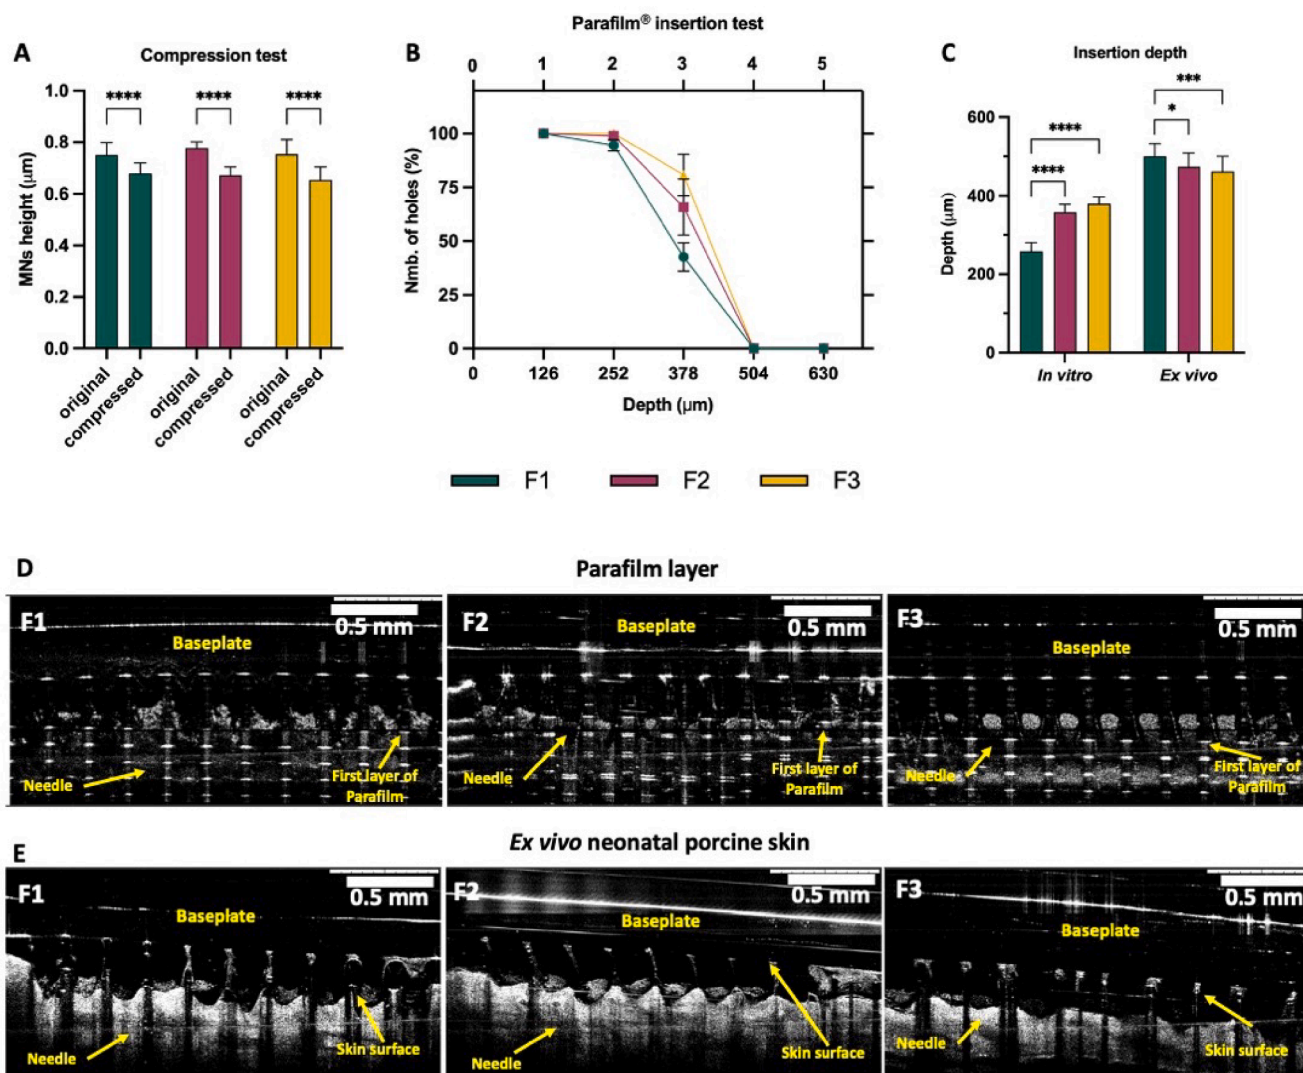 Parafilm® insertion test
A
Compression test
1.0
0.8
0.6
0.4
0.2
0.0
MNs height (μm)
****
****
****
original
compressed
original
compressed
original
compressed
B
0 1 2 3 4 5
100
75
50
25
0
Nmb. of holes (%)
0 126 252 378 504 630
Depth (μm)
C
Insertion depth
600
400
200
0
Depth (μm)
****
****
***
*
In vitro
Ex vivo
F1
F2
F3
D
Parafilm layer
F1
0.5 mm
Baseplate
Needle
First layer of
Parafilm
F2
0.5 mm
Baseplate
Needle
First layer of
Parafilm
F3
0.5 mm
Baseplate
Needle
First layer of
Parafilm
E
Ex vivo neonatal porcine skin
F1
0.5 mm
Baseplate
Needle
Skin surface
F2
0.5 mm
Baseplate
Needle
Skin surface
F3
0.5 mm
Baseplate
Needle
Skin surface